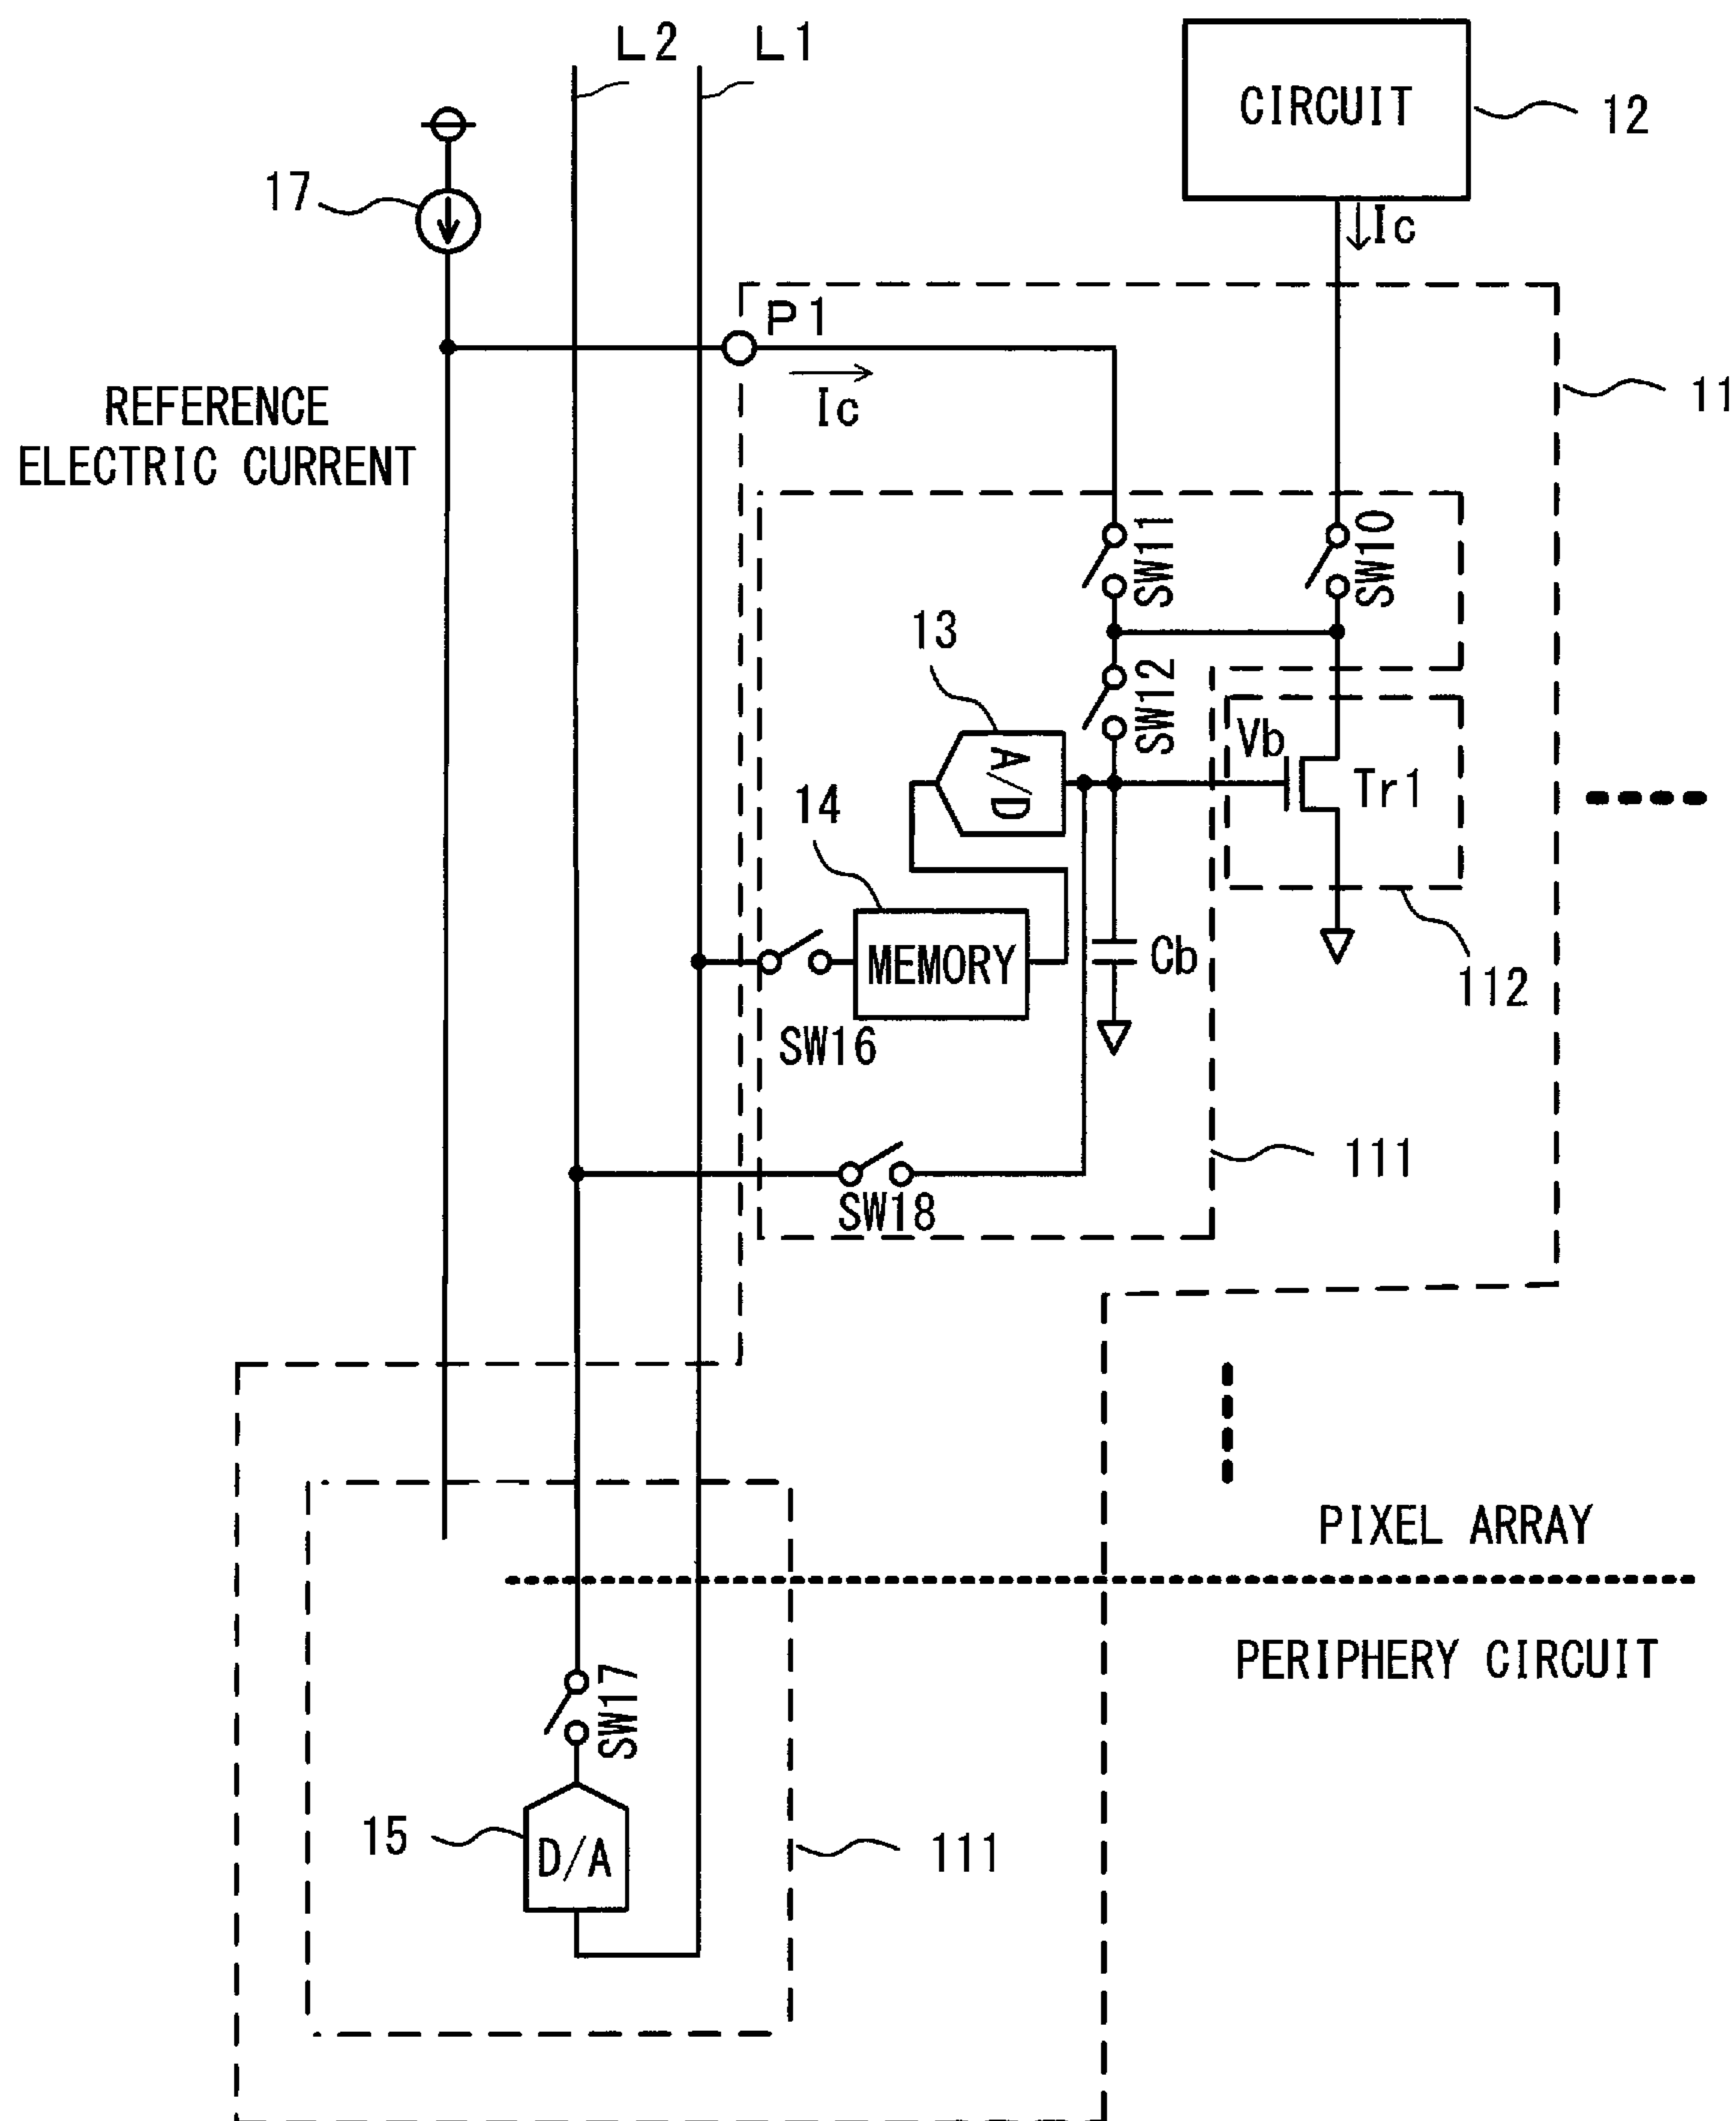 L2
L1
CIRCUIT
12
17
Ic
P1
Ic
11
REFERENCE
ELECTRIC CURRENT
SW11
SW10
13
SW12
A/D
Vb
Tr1
14
MEMORY
Cb
112
SW16
111
SW18
PIXEL ARRAY
PERIPHERY CIRCUIT
SW17
15
D/A
111